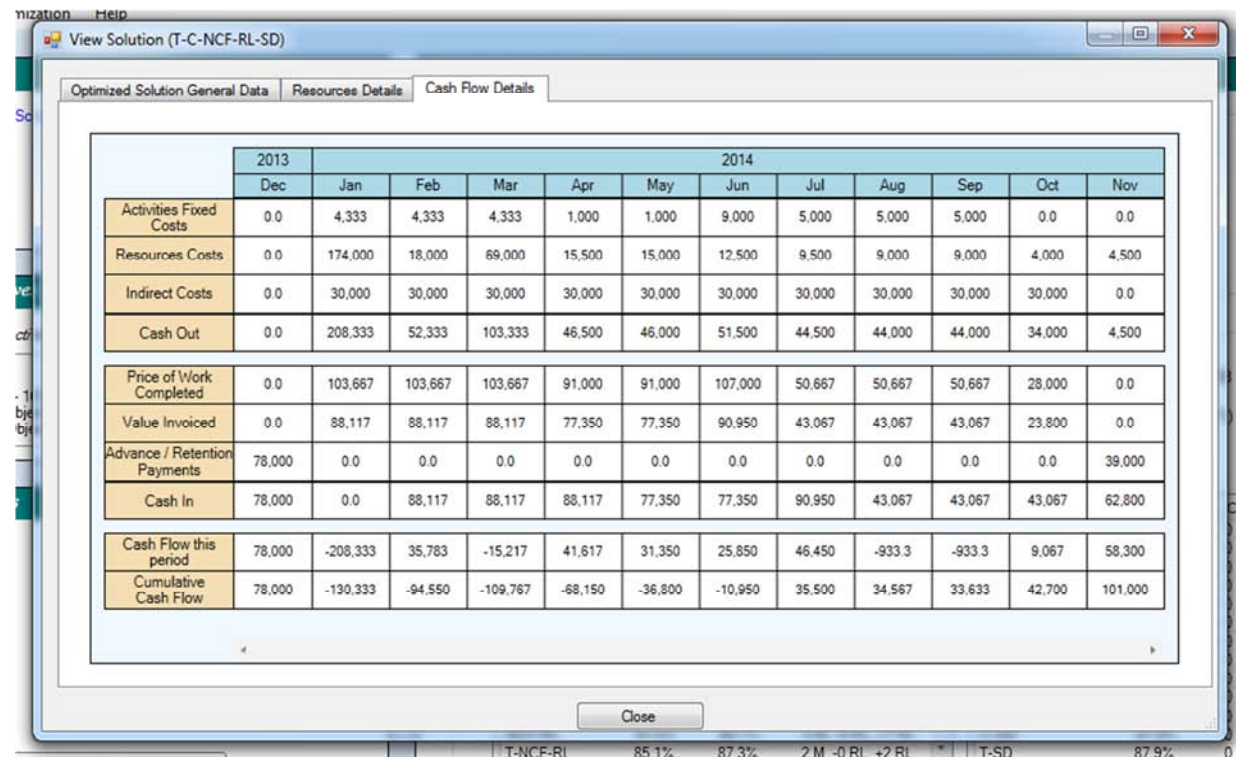 Help
View Solution (T-C-NCF-RL-SD)
Optimized Solution General Data Resources Details Cash Flow Details
2013 2014
Dec Jan Feb Mar Apr May Jun Jul Aug Sep Oct Nov
Activities Fixed
Costs 0.0 4,333 4,333 4,333 1,000 1,000 9,000 5,000 5,000 5,000 0.0 0.0
Resources Costs 0.0 174,000 18,000 69,000 15,500 15,000 12,500 9,500 9,000 9,000 4,000 4,500
Indirect Costs 0.0 30,000 30,000 30,000 30,000 30,000 30,000 30,000 30,000 30,000 30,000 0.0
Cash Out 0.0 208,333 52,333 103,333 46,500 46,000 51,500 44,500 44,000 44,000 34,000 4,500
Price of Work
Completed 0.0 103,667 103,667 103,667 91,000 91,000 107,000 50,667 50,667 50,667 28,000 0.0
Value Invoiced 0.0 88,117 88,117 88,117 77,350 77,350 90,950 43,067 43,067 43,067 23,800 0.0
Advance / Retention
Payments 78,000 0.0 0.0 0.0 0.0 0.0 0.0 0.0 0.0 0.0 0.0 39,000
Cash In 78,000 0.0 88,117 88,117 88,117 77,350 77,350 90,950 43,067 43,067 43,067 62,800
Cash Flow this
period 78,000 -208,333 35,783 -15,217 41,617 31,350 25,850 46,450 -933.3 -933.3 9,067 58,300
Cumulative
Cash Flow 78,000 -130,333 -94,550 -109,767 -68,150 -36,800 -10,950 35,500 34,567 33,633 42,700 101,000
Close
T-NCF-RL 85.1% 87.3% 2 M, -0 RL, +2 RL T-SD 87.9% 0